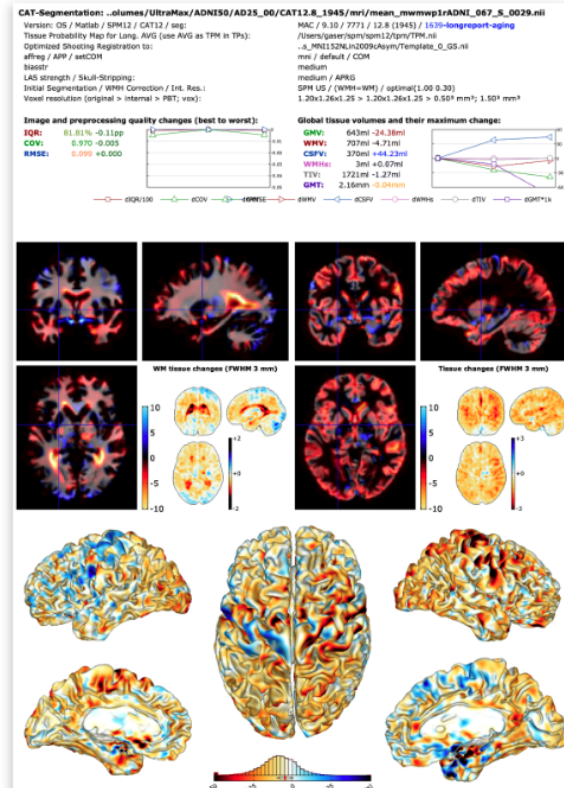 CAT-Segmentation: ..olumes/UltraMax/ADNI50/AD25_00/CAT12.8_1945/mri/mean_mwmwp1rADNI_067_S_0029.nii
Version: OS / Matlab / SPM12 / CAT12 / seg: MAC / 9.10 / 7771 / 12.8 (1945) / 1639-longreport-aging
Tissue Probability Map for Long. AVG (use AVG as TPM in TPs): /Users/gaser/spm/spm12/tpm/TPM.nii
Optimized Shooting Registration to: ..s_MNI152NLin2009cAsym/Template_0_GS.nii
affreg / APP / setCOM mni / default / COM
biasstr medium
LAS strength / Skull-Stripping: medium / APRG
Initial Segmentation / WMH Correction / Int. Res.: SPM US / (WMH=WM) / optimal(1.00 0.30)
Voxel resolution (original > internal > PBT; vox): 1.20x1.26x1.25 > 1.20x1.26x1.25 > 0.50³ mm³; 1.50³ mm³
Image and preprocessing quality changes (best to worst): Global tissue volumes and their maximum change:
IQR: 81.81% -0.11pp GMV: 643ml -24.38ml
COV: 0.970 -0.005 WMV: 707ml -4.71ml
RMSE: 0.099 +0.000 CSFV: 370ml +44.23ml
WMHs: 3ml +0.07ml
TIV: 1721ml -1.27ml
GMT: 2.16mm -0.04mm
dIQR/100 dCOV dWMV dCSFV dWMHs dTIV dGMT*1k
WM tissue changes (FWHM 3 mm) Tissue changes (FWHM 3 mm)
10 10
5 +2 5 +3
0 +0 0 +0
-5 -5
-10 -2 -10 -3